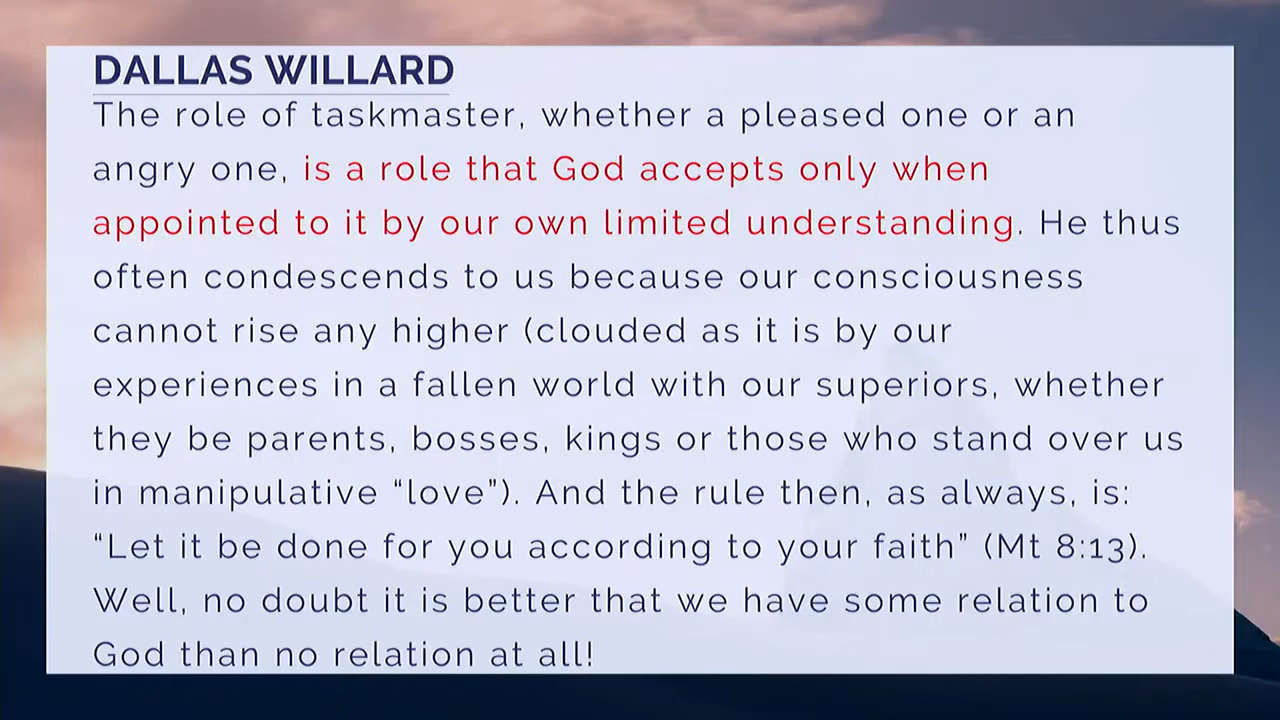 DALLAS WILLARD
The role of taskmaster, whether a pleased one or an
angry one, is a role that God accepts only when
appointed to it by our own limited understanding. He thus
often condescends to us because our consciousness
cannot rise any higher (clouded as it is by our
experiences in a fallen world with our superiors, whether
they be parents, bosses, kings or those who stand over us
in manipulative “love”). And the rule then, as always, is:
“Let it be done for you according to your faith” (Mt 8:13).
Well, no doubt it is better that we have some relation to
God than no relation at all!